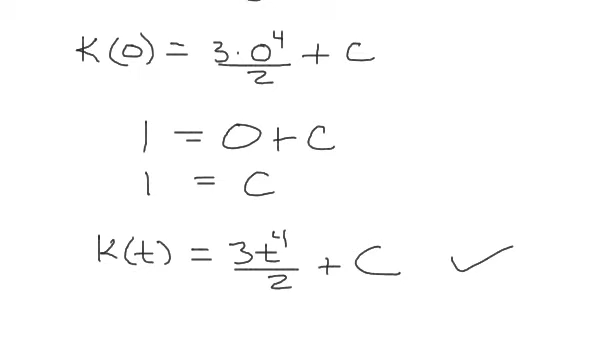 K(0) = 3·0⁴/2 + C
1 = 0 + C
1 = C
K(t) = 3t⁴/2 + C ✓